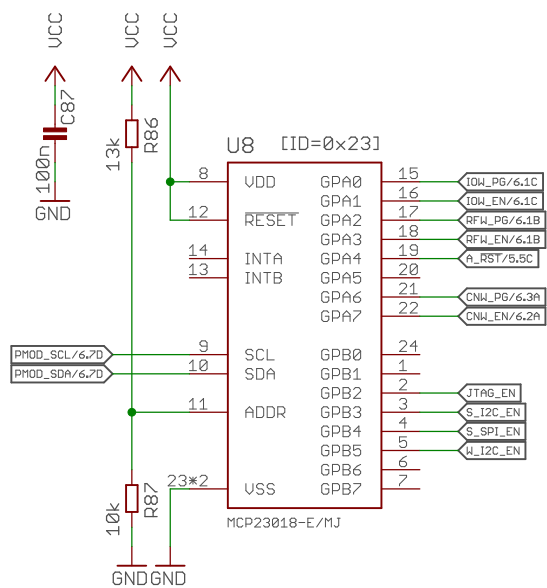 VCC
VCC
VCC
C87
100n
GND
13k
R86
U8 [ID=0x23]
8 VDD GPA0 15 IOW_PG/6.1C
GPA1 16 IOW_EN/6.1C
12 RESET GPA2 17 RFW_PG/6.1B
GPA3 18 RFW_EN/6.1B
14 INTA GPA4 19 A_RST/5.5C
13 INTB GPA5 20
GPA6 21 CNW_PG/6.3A
GPA7 22 CNW_EN/6.2A
PMOD_SCL/6.7D 9 SCL GPB0 24
PMOD_SDA/6.7D 10 SDA GPB1 1
GPB2 2 JTAG_EN
11 ADDR GPB3 3 S_I2C_EN
GPB4 4 S_SPI_EN
GPB5 5 W_I2C_EN
GPB6 6
23*2 VSS GPB7 7
10k
R87
MCP23018-E/MJ
GND GND